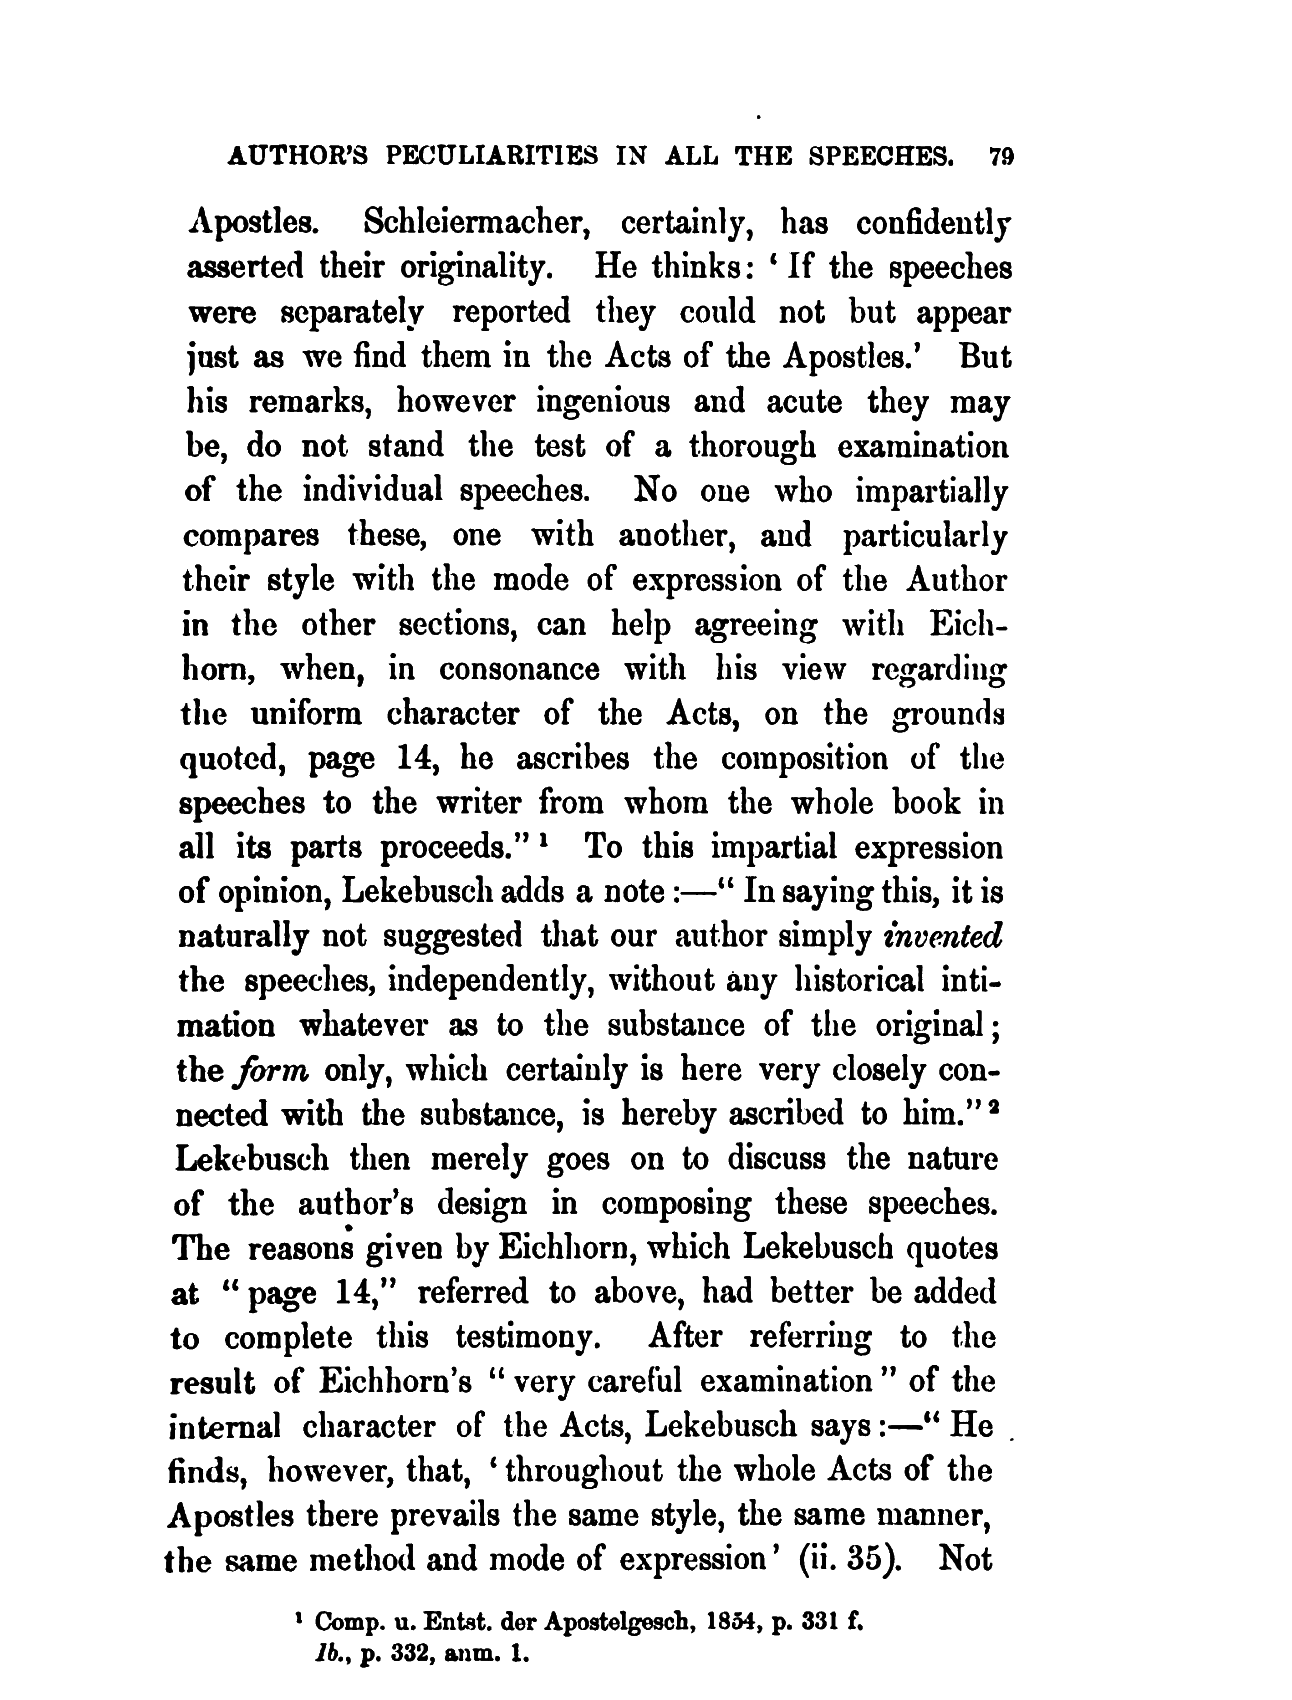 AUTHOR'S PECULIARITIES IN ALL THE SPEECHES. 79
Apostles. Schleiermacher, certainly, has confidently
asserted their originality. He thinks: ‘If the speeches
were separately reported they could not but appear
just as we find them in the Acts of the Apostles.’ But
his remarks, however ingenious and acute they may
be, do not stand the test of a thorough examination
of the individual speeches. No one who impartially
compares these, one with another, and particularly
their style with the mode of expression of the Author
in the other sections, can help agreeing with Eich-
horn, when, in consonance with his view regarding
the uniform character of the Acts, on the grounds
quoted, page 14, he ascribes the composition of the
speeches to the writer from whom the whole book in
all its parts proceeds.” ¹ To this impartial expression
of opinion, Lekebusch adds a note :—“ In saying this, it is
naturally not suggested that our author simply invented
the speeches, independently, without any historical inti-
mation whatever as to the substance of the original;
the form only, which certainly is here very closely con-
nected with the substance, is hereby ascribed to him.” ²
Lekebusch then merely goes on to discuss the nature
of the author's design in composing these speeches.
The reasons given by Eichhorn, which Lekebusch quotes
at “ page 14,” referred to above, had better be added
to complete this testimony. After referring to the
result of Eichhorn's “ very careful examination ” of the
internal character of the Acts, Lekebusch says :—“ He
finds, however, that, ‘ throughout the whole Acts of the
Apostles there prevails the same style, the same manner,
the same method and mode of expression ’ (ii. 35). Not
¹ Comp. u. Entst. der Apostelgesch, 1854, p. 331 f.
Ib., p. 332, anm. 1.